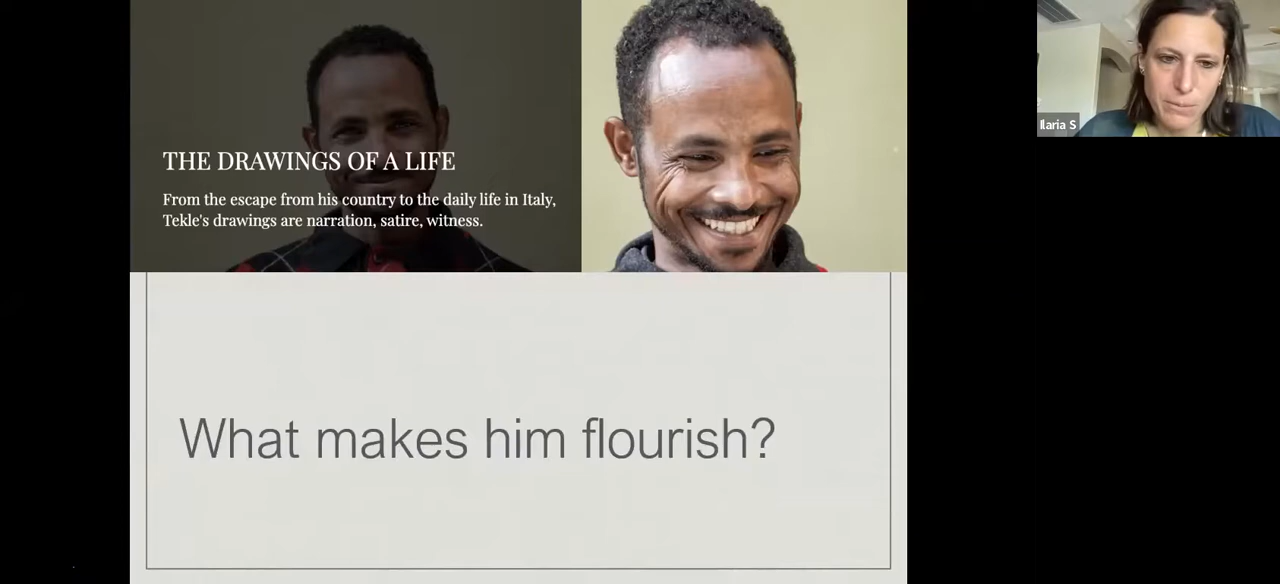 THE DRAWINGS OF A LIFE
From the escape from his country to the daily life in Italy,
Tekle's drawings are narration, satire, witness.
Ilaria S
What makes him flourish?